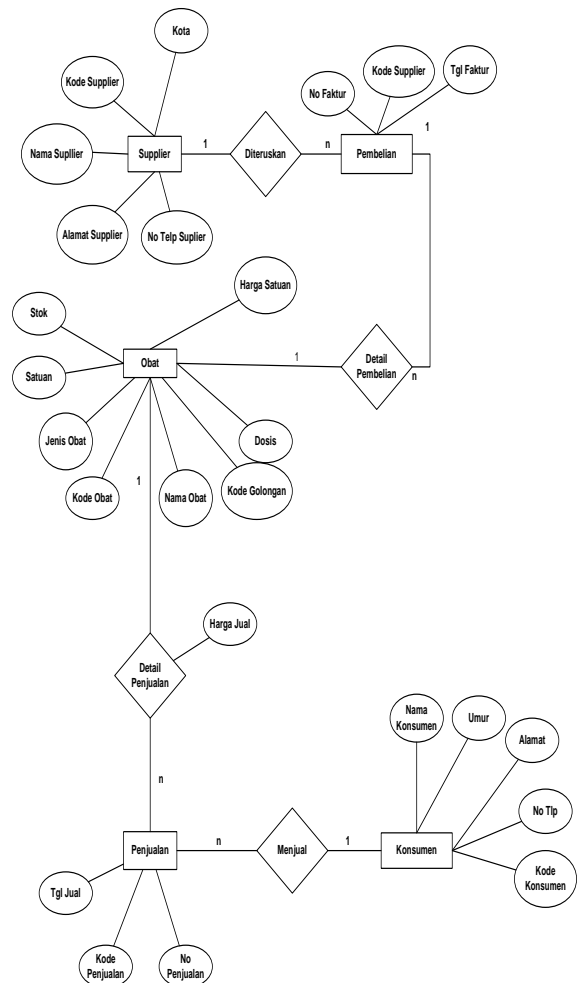 Kota
Kode Supplier
Tgl Faktur
Kode Supplier
No Faktur
1
Nama Supllier
Supplier
1
Diteruskan
n
Pembelian
Alamat Supplier
No Telp Suplier
Harga Satuan
Stok
Obat
1
Detail
Pembelian
n
Satuan
Jenis Obat
Dosis
1
Kode Obat
Nama Obat
Kode Golongan
Harga Jual
Detail
Penjualan
Nama
Konsumen
Umur
Alamat
n
No Tlp
Penjualan
n
Menjual
1
Konsumen
Kode
Konsumen
Tgl Jual
Kode
Penjualan
No
Penjualan